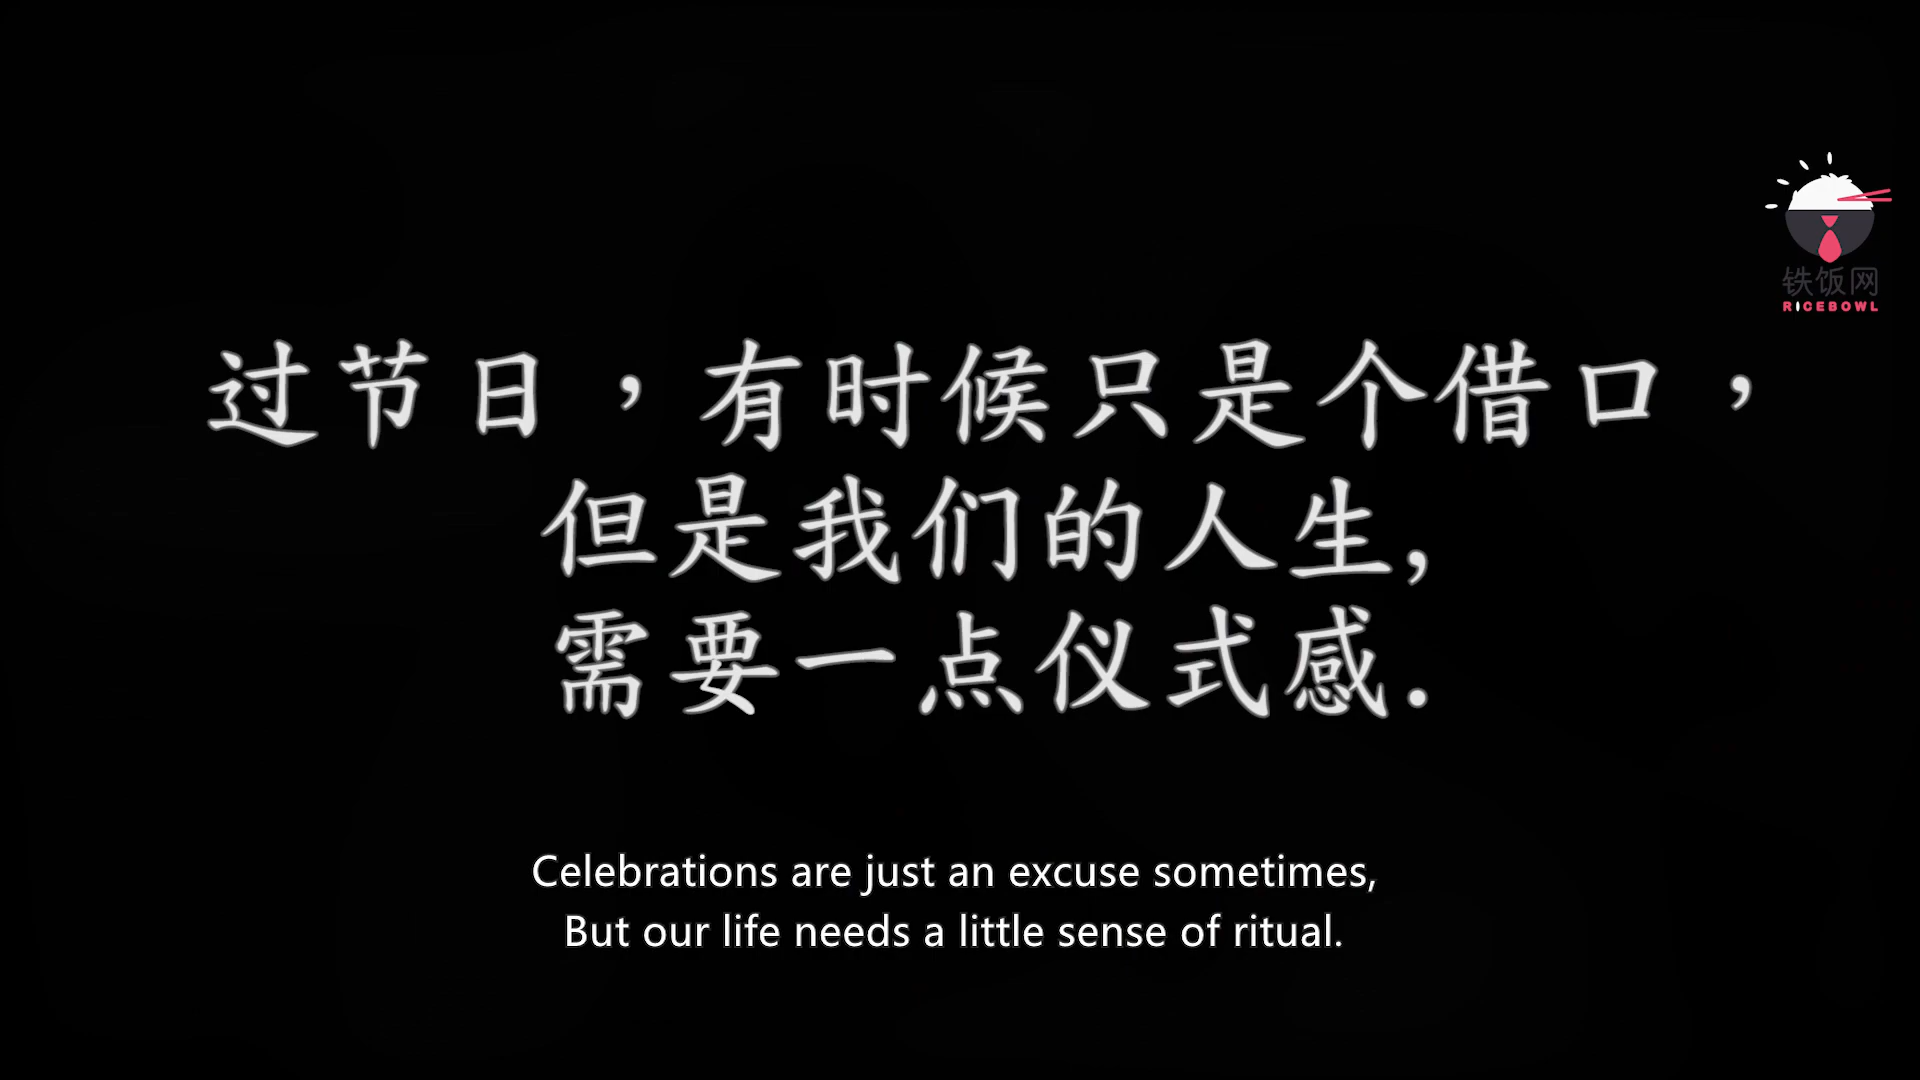 铁饭网
RICEBOWL
过节日，有时候只是个借口，
但是我们的人生,
需要一点仪式感.
Celebrations are just an excuse sometimes,
But our life needs a little sense of ritual.